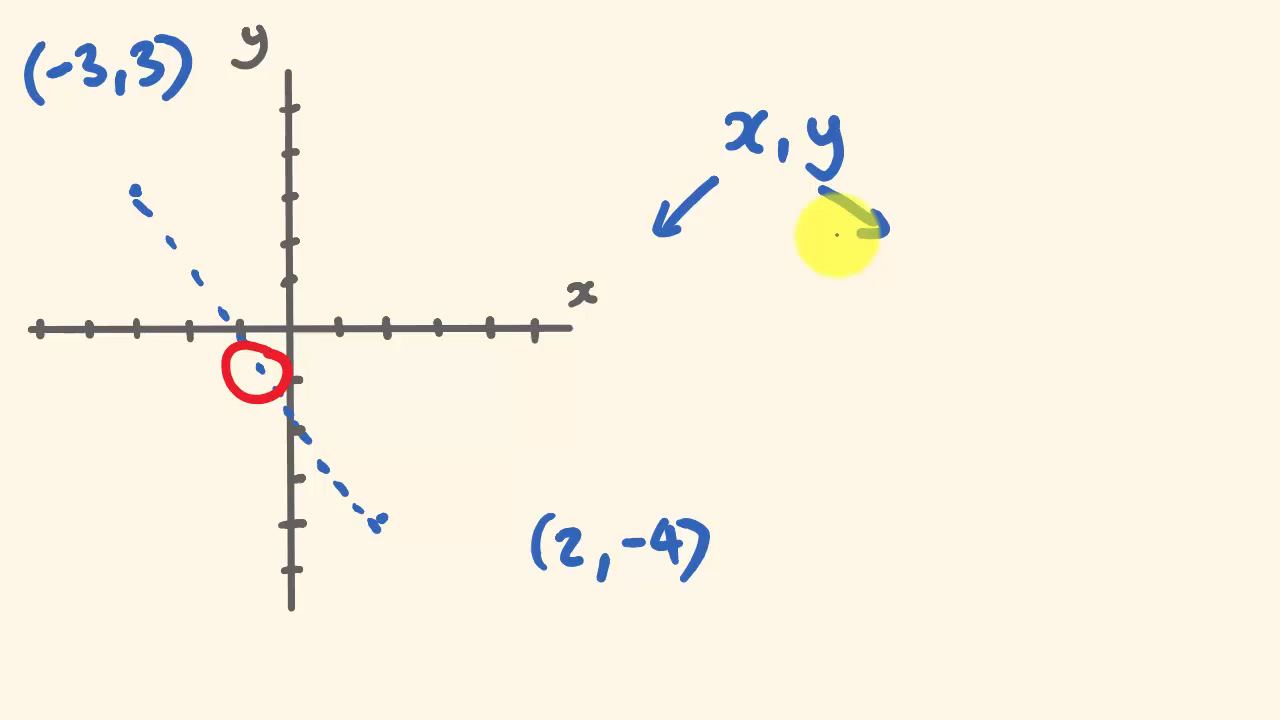 (-3,3)
y
x, y
x
(2,-4)